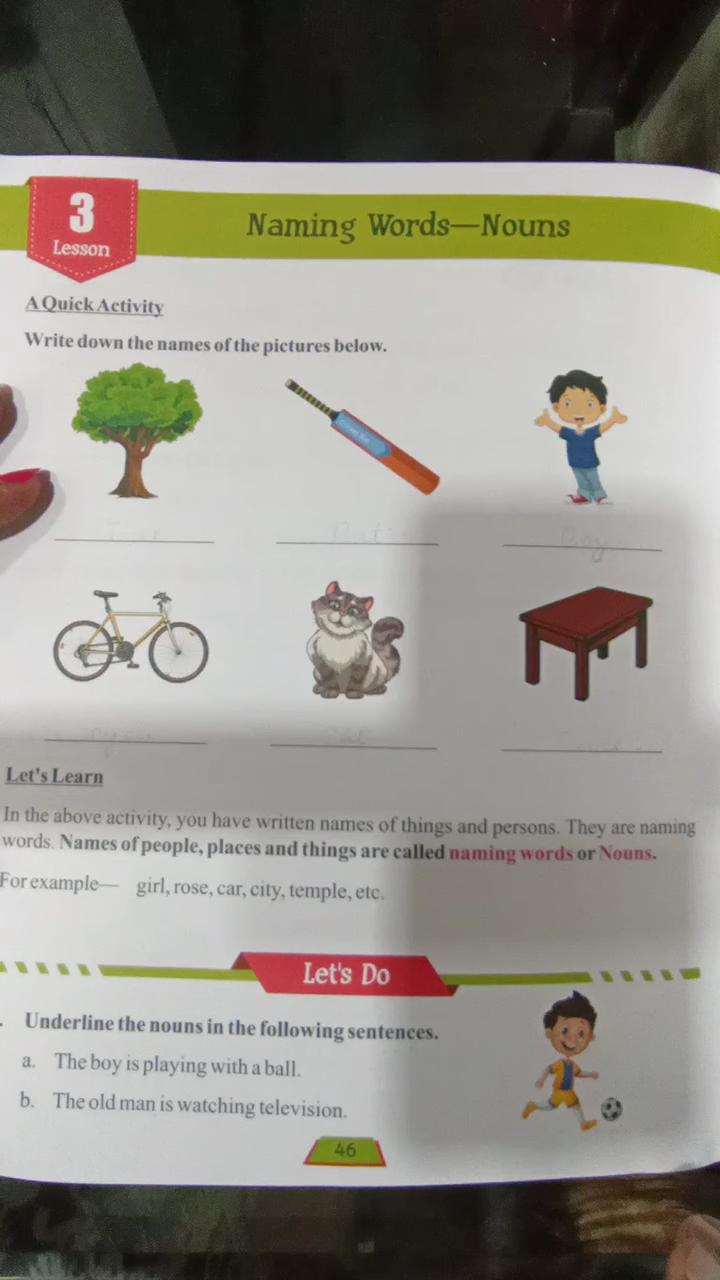 3
Lesson
Naming Words—Nouns
A Quick Activity
Write down the names of the pictures below.
Bat
Boy
Let's Learn
In the above activity, you have written names of things and persons. They are naming
words. Names of people, places and things are called naming words or Nouns.
For example— girl, rose, car, city, temple, etc.
Let's Do
Underline the nouns in the following sentences.
a. The boy is playing with a ball.
b. The old man is watching television.
46